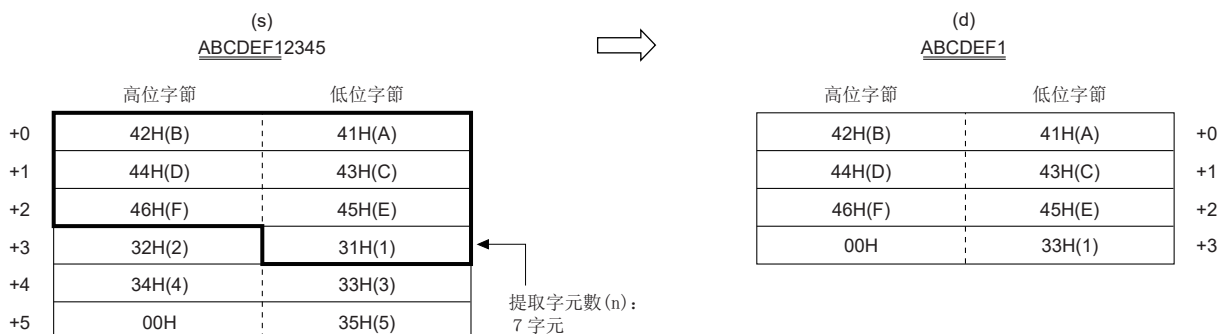 (s)
ABCDEF12345
高位字節 低位字節
+0 42H(B) 41H(A)
+1 44H(D) 43H(C)
+2 46H(F) 45H(E)
+3 32H(2) 31H(1)
+4 34H(4) 33H(3)
+5 00H 35H(5)
提取字元數(n)：
7字元
(d)
ABCDEF1
高位字節 低位字節
42H(B) 41H(A) +0
44H(D) 43H(C) +1
46H(F) 45H(E) +2
00H 33H(1) +3